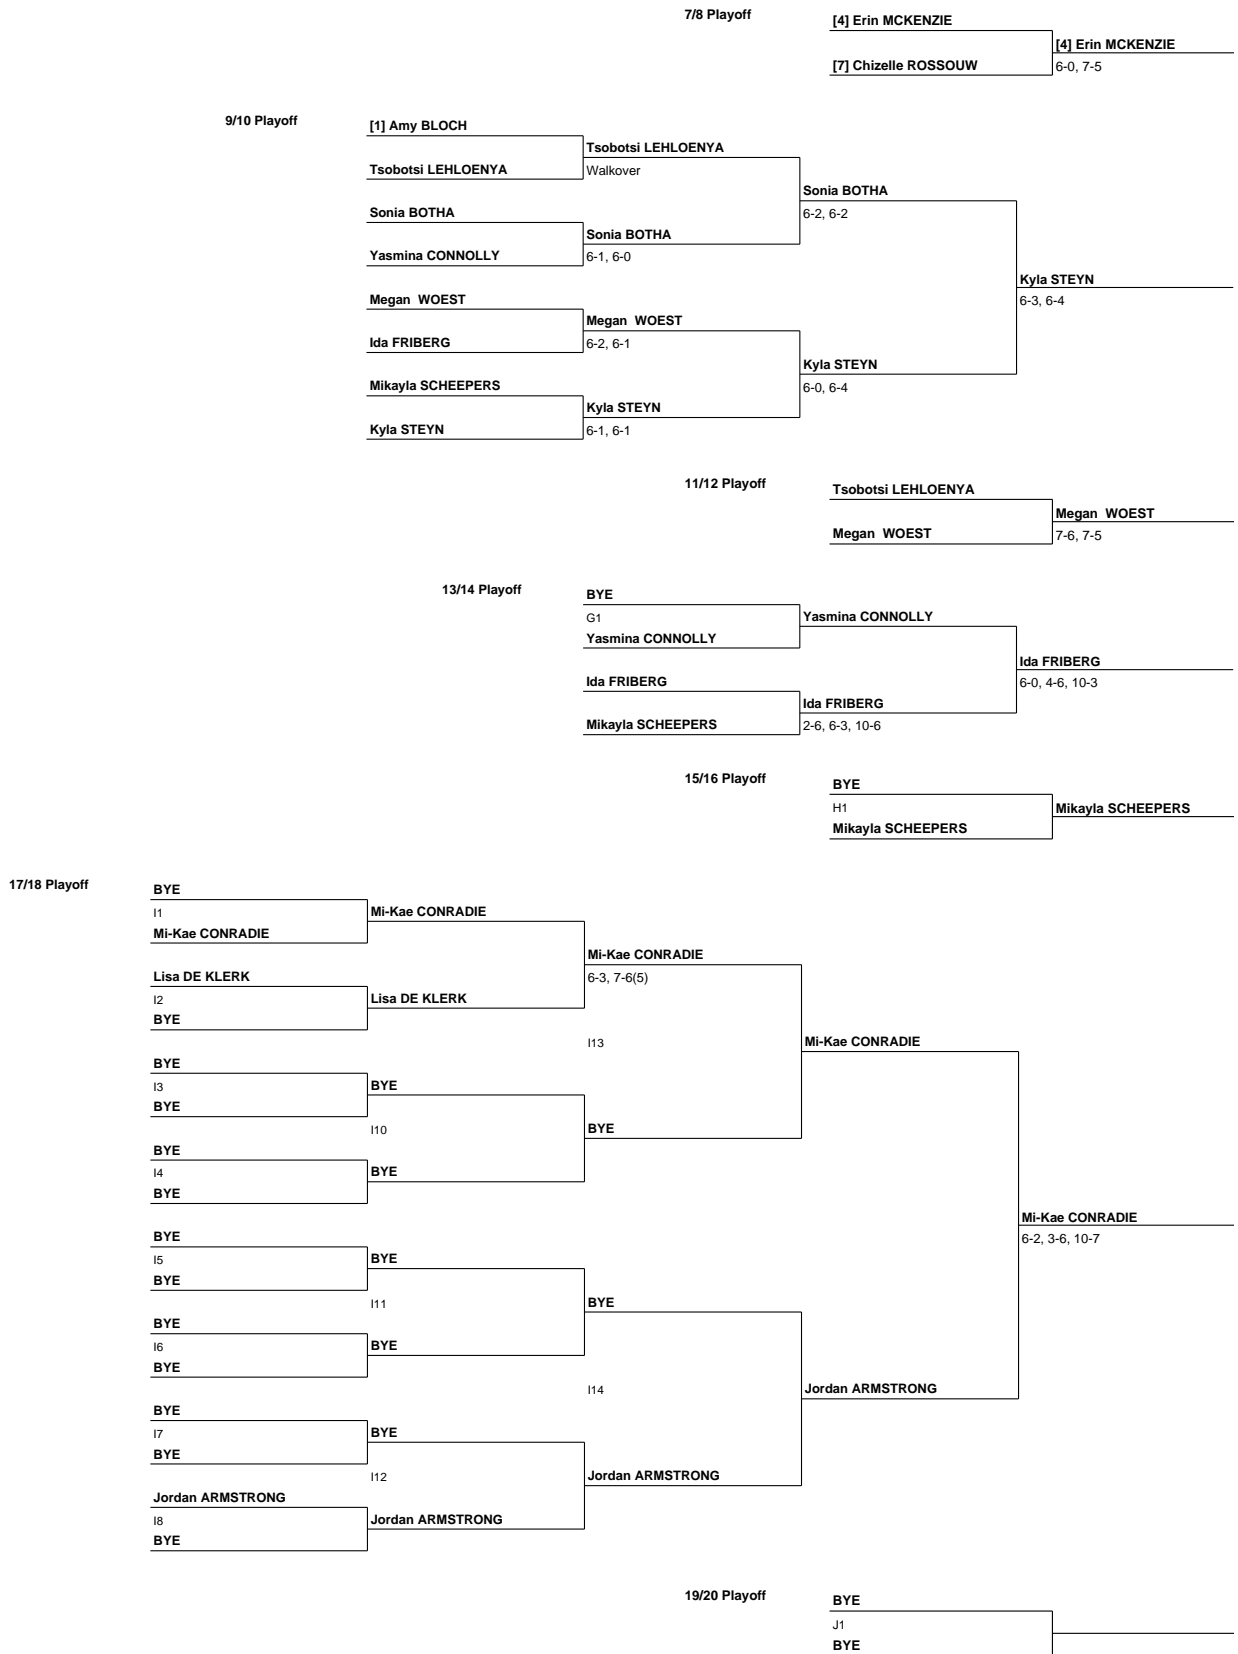 7/8 Playoff
[4] Erin MCKENZIE
[4] Erin MCKENZIE
[7] Chizelle ROSSOUW
6-0, 7-5
9/10 Playoff
[1] Amy BLOCH
Tsobotsi LEHLOENYA
Tsobotsi LEHLOENYA
Walkover
Sonia BOTHA
6-2, 6-2
Sonia BOTHA
Sonia BOTHA
Yasmina CONNOLLY
6-1, 6-0
Kyla STEYN
6-3, 6-4
Megan WOEST
Megan WOEST
Ida FRIBERG
6-2, 6-1
Kyla STEYN
6-0, 6-4
Mikayla SCHEEPERS
Kyla STEYN
Kyla STEYN
6-1, 6-1
11/12 Playoff
Tsobotsi LEHLOENYA
Megan WOEST
Megan WOEST
7-6, 7-5
13/14 Playoff
BYE
G1
Yasmina CONNOLLY
Yasmina CONNOLLY
Ida FRIBERG
6-0, 4-6, 10-3
Ida FRIBERG
Ida FRIBERG
Mikayla SCHEEPERS
2-6, 6-3, 10-6
15/16 Playoff
BYE
H1
Mikayla SCHEEPERS
Mikayla SCHEEPERS
17/18 Playoff
BYE
I1
Mi-Kae CONRADIE
Mi-Kae CONRADIE
Mi-Kae CONRADIE
6-3, 7-6(5)
Lisa DE KLERK
I2
Lisa DE KLERK
BYE
I13
Mi-Kae CONRADIE
BYE
I3
BYE
BYE
I10
BYE
BYE
I4
BYE
BYE
Mi-Kae CONRADIE
6-2, 3-6, 10-7
BYE
I5
BYE
BYE
I11
BYE
BYE
I6
BYE
BYE
I14
Jordan ARMSTRONG
BYE
I7
BYE
BYE
I12
Jordan ARMSTRONG
Jordan ARMSTRONG
I8
Jordan ARMSTRONG
BYE
19/20 Playoff
BYE
J1
BYE